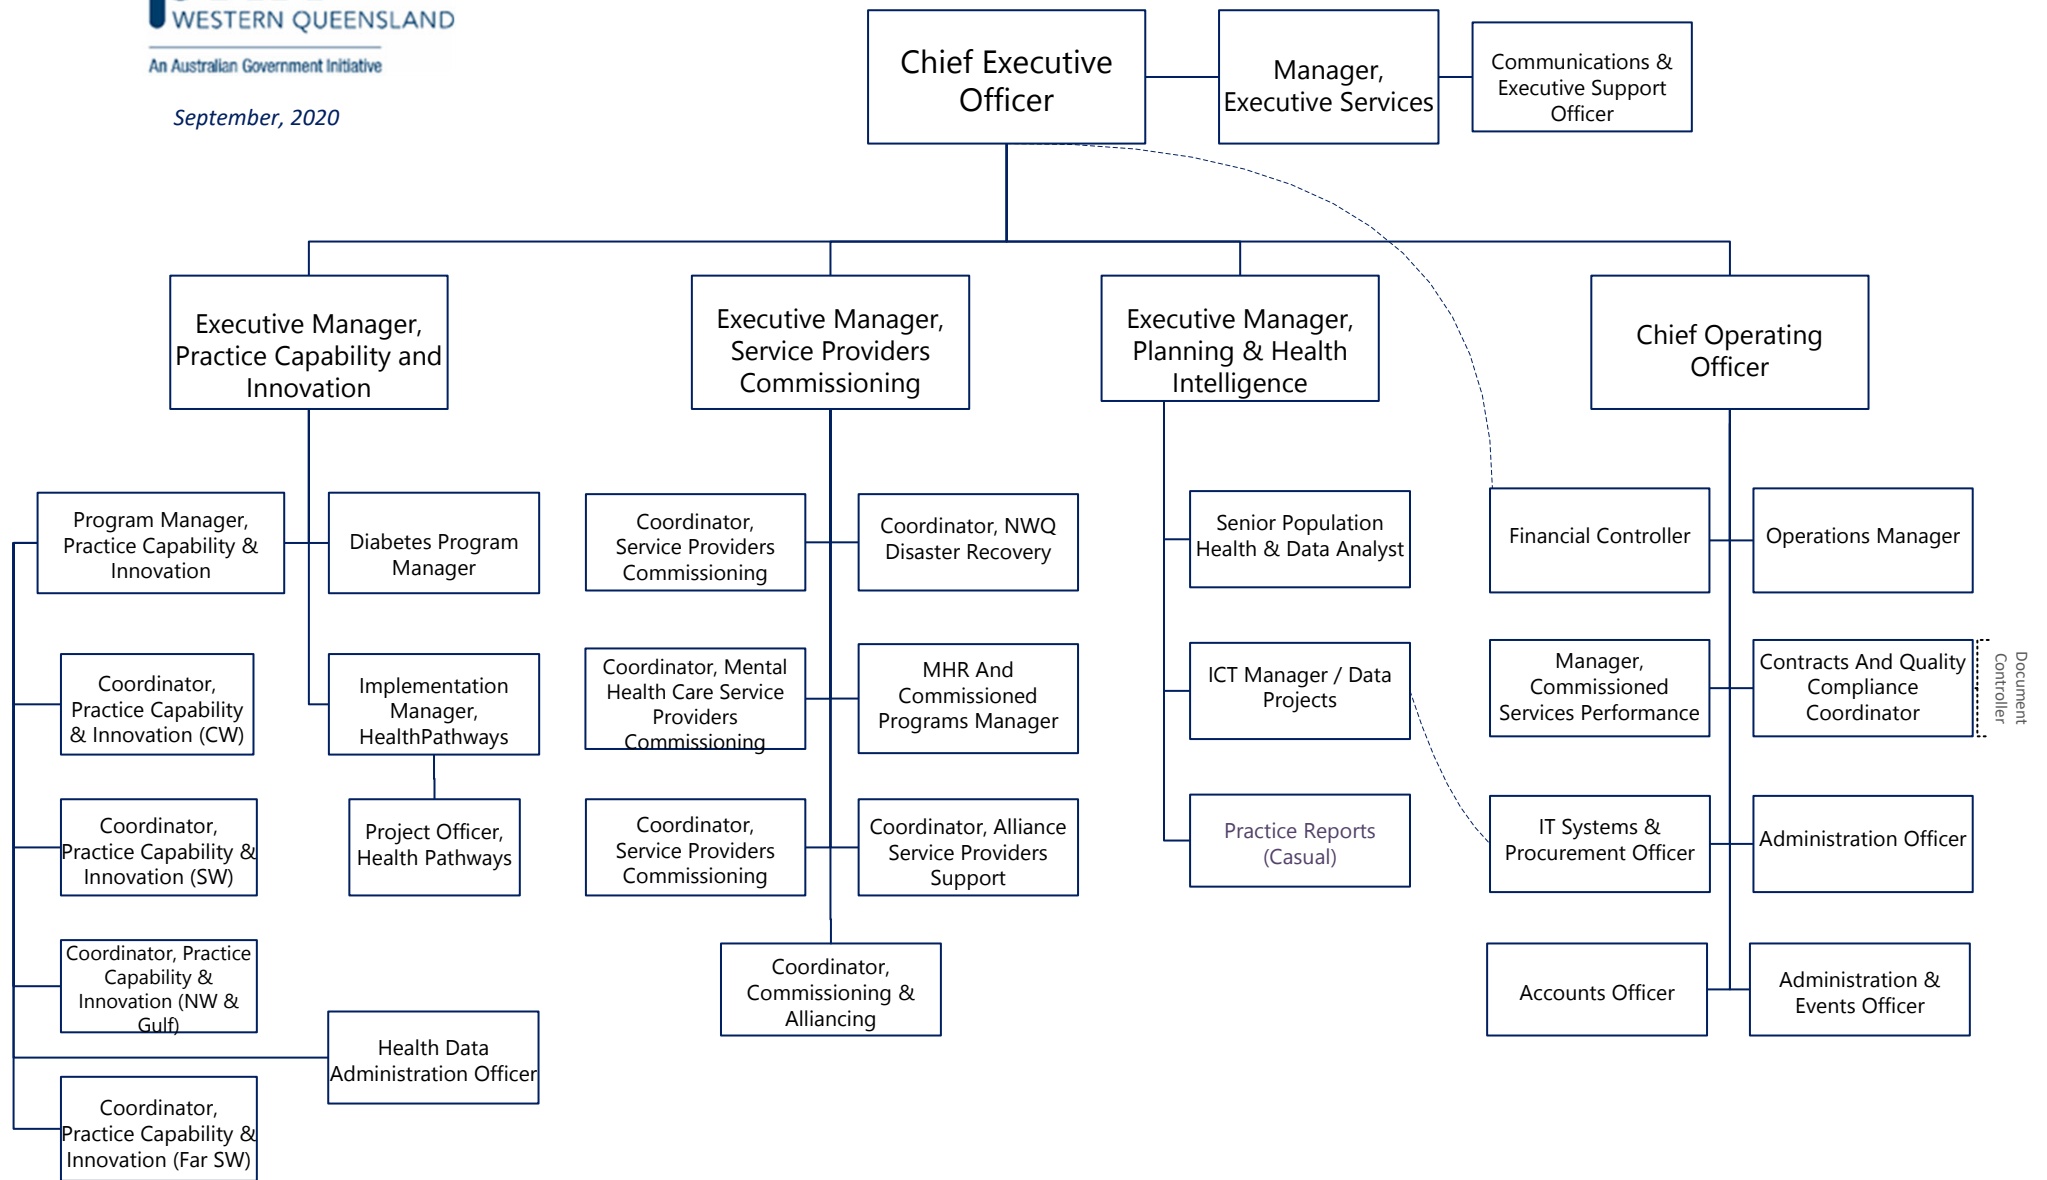 WESTERN QUEENSLAND
An Australian Government Initiative
September, 2020
Chief Executive
Officer
Manager,
Executive Services
Communications &
Executive Support
Officer
Executive Manager,
Practice Capability and
Innovation
Executive Manager,
Service Providers
Commissioning
Executive Manager,
Planning & Health
Intelligence
Chief Operating
Officer
Program Manager,
Practice Capability &
Innovation
Diabetes Program
Manager
Coordinator,
Practice Capability
& Innovation (CW)
Implementation
Manager,
HealthPathways
Coordinator,
Practice Capability &
Innovation (SW)
Project Officer,
Health Pathways
Coordinator, Practice
Capability &
Innovation (NW &
Gulf)
Health Data
Administration Officer
Coordinator,
Practice Capability &
Innovation (Far SW)
Coordinator,
Service Providers
Commissioning
Coordinator, NWQ
Disaster Recovery
Coordinator, Mental
Health Care Service
Providers
Commissioning
MHR And
Commissioned
Programs Manager
Coordinator,
Service Providers
Commissioning
Coordinator, Alliance
Service Providers
Support
Coordinator,
Commissioning &
Alliancing
Senior Population
Health & Data Analyst
ICT Manager / Data
Projects
Practice Reports
(Casual)
Financial Controller
Operations Manager
Manager,
Commissioned
Services Performance
Contracts And Quality
Compliance
Coordinator
Document
Controller
IT Systems &
Procurement Officer
Administration Officer
Accounts Officer
Administration &
Events Officer